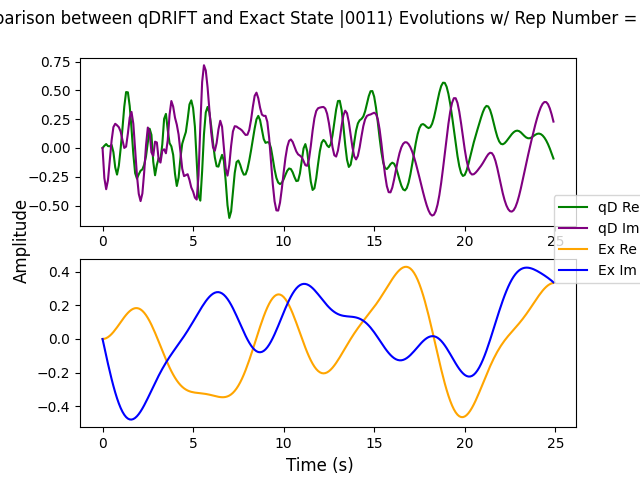 parison between qDRIFT and Exact State |0011⟩ Evolutions w/ Rep Number =
0.75
0.50
0.25
0.00
−0.25
−0.50
0 5 10 15 20 25
qD Re
qD Im
Ex Re
Ex Im
Amplitude
0.4
0.2
0.0
−0.2
−0.4
0 5 10 15 20 25
Time (s)